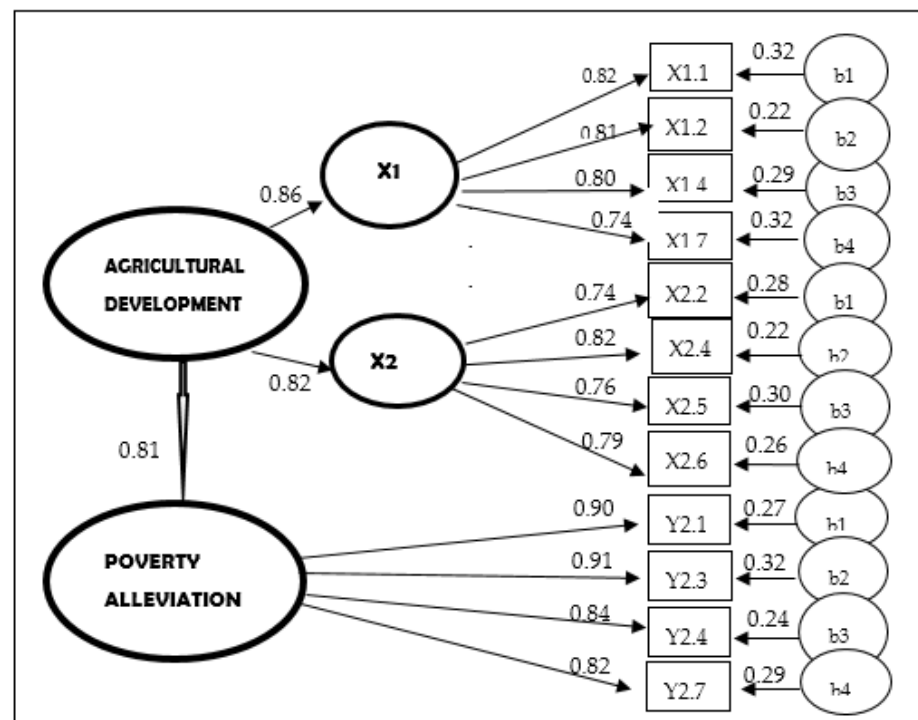 0.32
0.82
X1.1
b1
0.22
0.81
X1.2
b2
X1
0.29
0.80
X1.4
b3
0.86
0.32
0.74
X1.7
b4
AGRICULTURAL
DEVELOPMENT
0.28
0.74
X2.2
b1
0.22
0.82
X2.4
b2
X2
0.82
0.30
0.76
X2.5
b3
0.26
0.79
X2.6
b4
0.81
0.27
0.90
Y2.1
b1
0.32
0.91
Y2.3
b2
POVERTY
ALLEVIATION
0.24
0.84
Y2.4
b3
0.29
0.82
Y2.7
b4